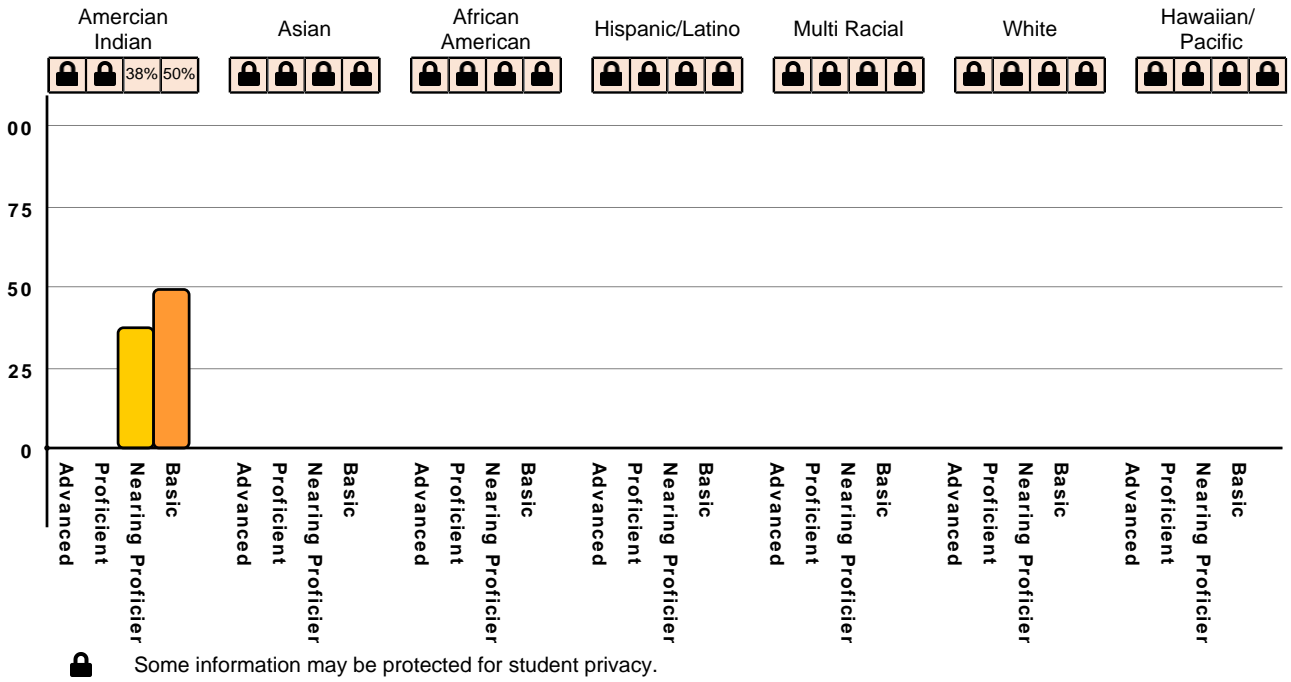 Amercian
Indian
Asian
African
American
Hispanic/Latino
Multi Racial
White
Hawaiian/
Pacific
38% 50%
00
75
50
25
0
Advanced
Proficient
Nearing Proficier
Basic
Advanced
Proficient
Nearing Proficier
Basic
Advanced
Proficient
Nearing Proficier
Basic
Advanced
Proficient
Nearing Proficier
Basic
Advanced
Proficient
Nearing Proficier
Basic
Advanced
Proficient
Nearing Proficier
Basic
Advanced
Proficient
Nearing Proficier
Basic
Some information may be protected for student privacy.